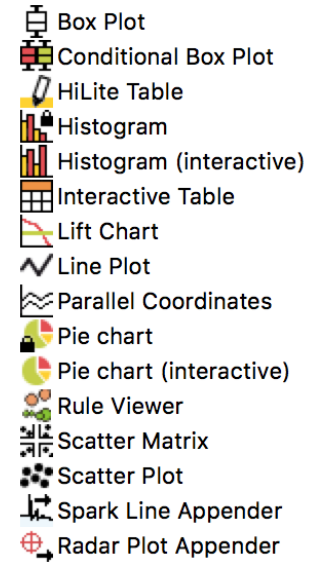 Box Plot
Conditional Box Plot
HiLite Table
Histogram
Histogram (interactive)
Interactive Table
Lift Chart
Line Plot
Parallel Coordinates
Pie chart
Pie chart (interactive)
Rule Viewer
Scatter Matrix
Scatter Plot
Spark Line Appender
Radar Plot Appender